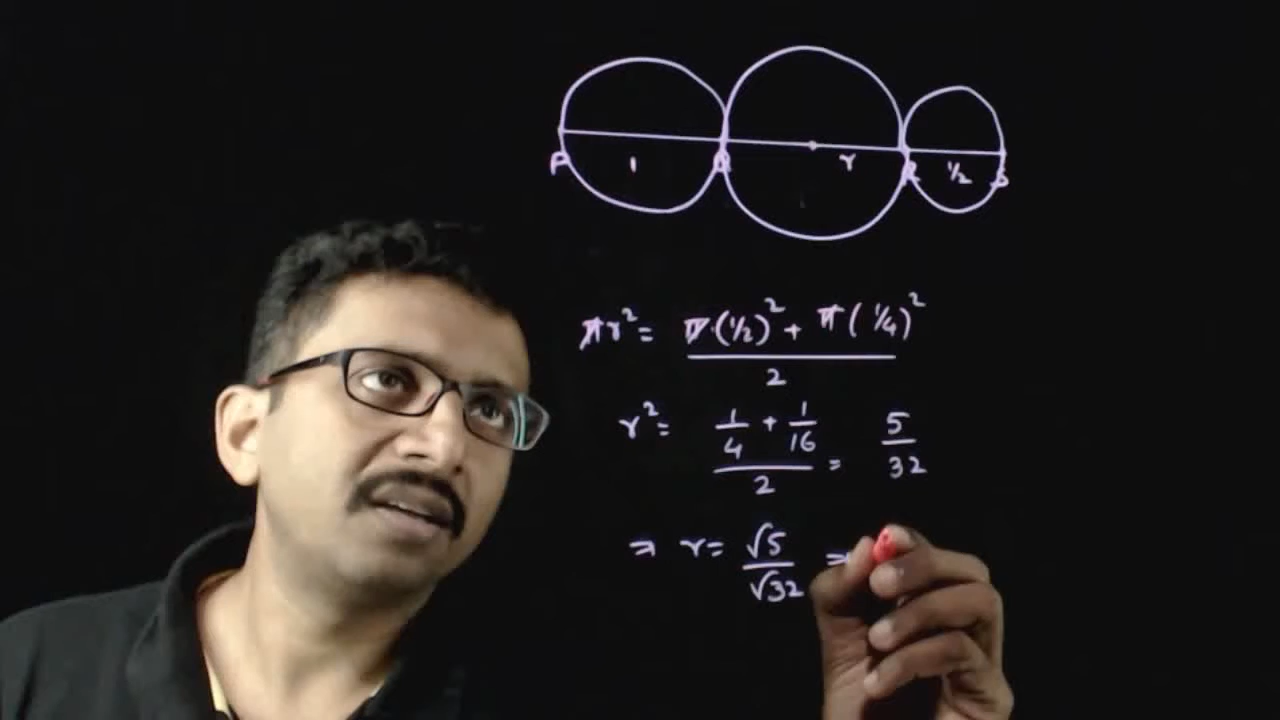 P 1 Q r R ½ S
πr² = π·(½)² + π(¼)²
2
r² = 1/4 + 1/16
2
= 5/32
⇒ r = √5/√32 ⇒